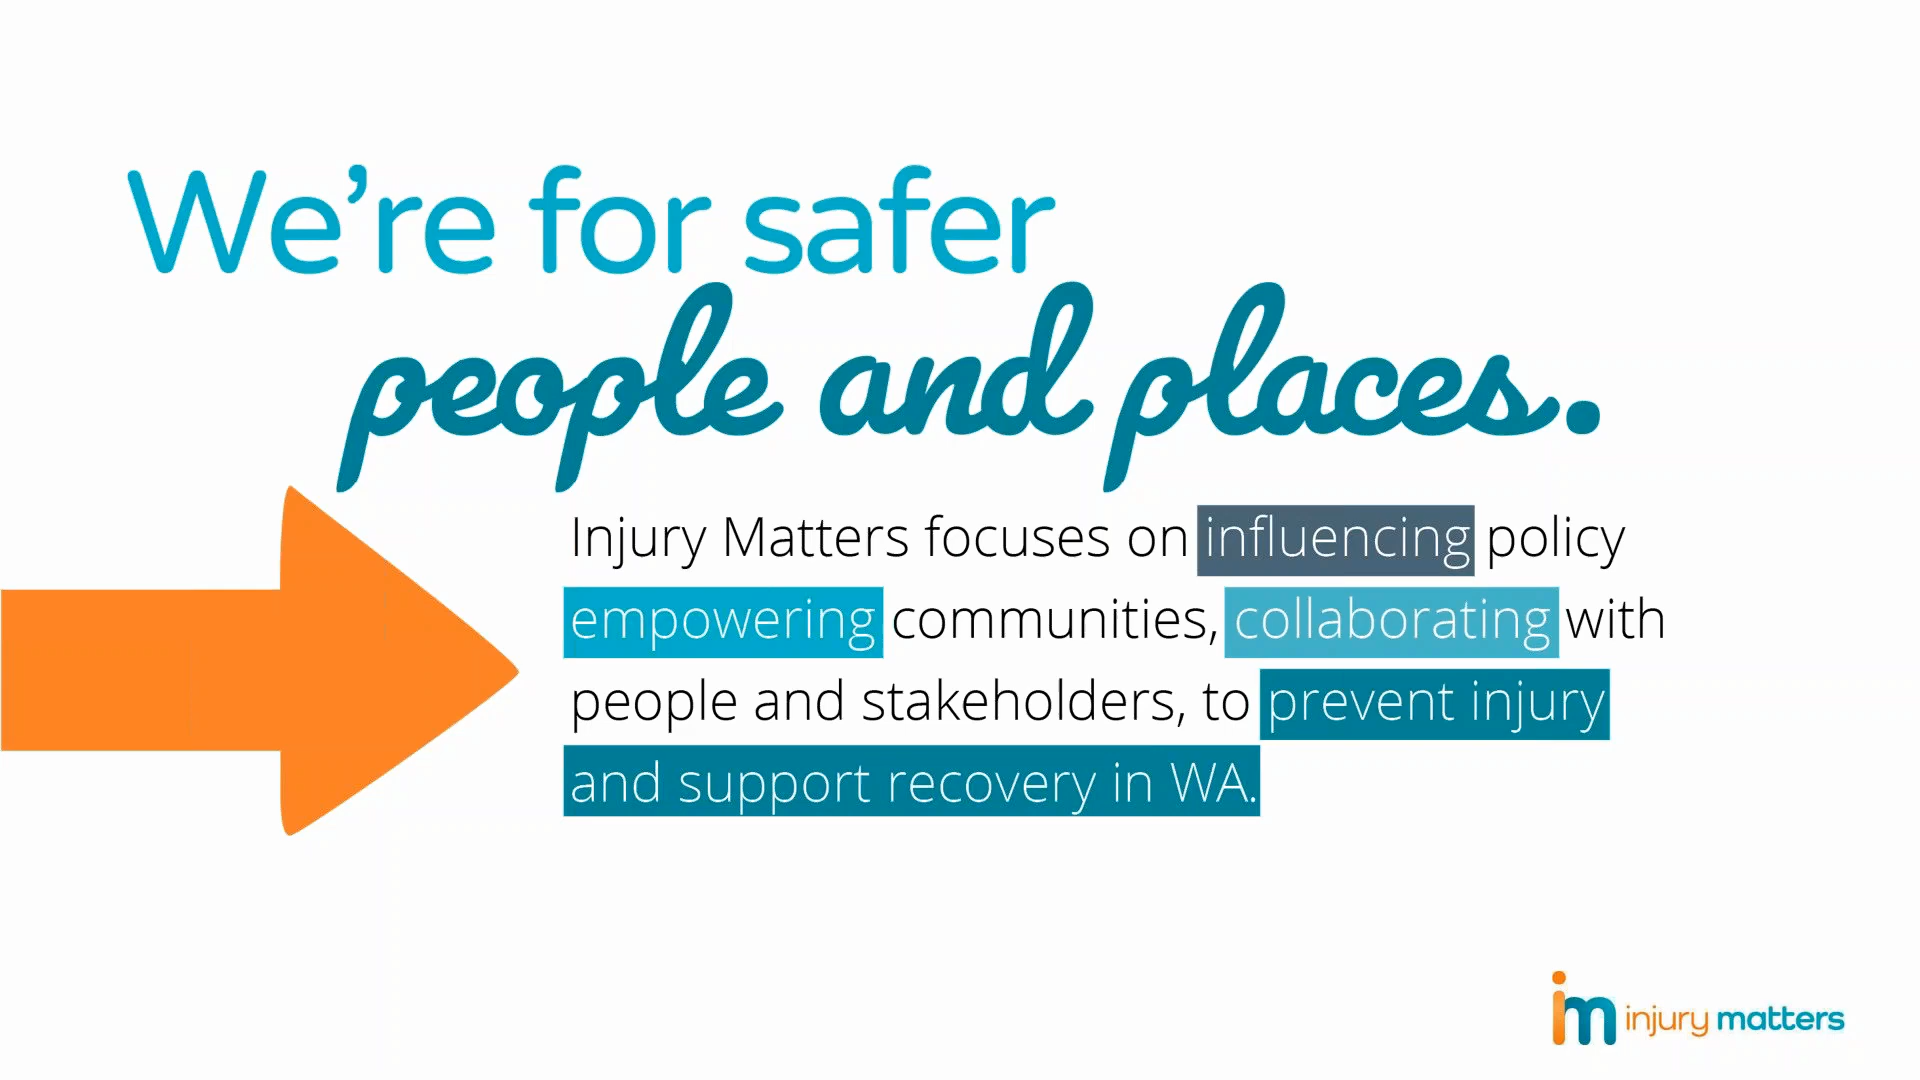 We’re for safer
people and places.
Injury Matters focuses on influencing policy
empowering communities, collaborating with
people and stakeholders, to prevent injury
and support recovery in WA.
im injury matters